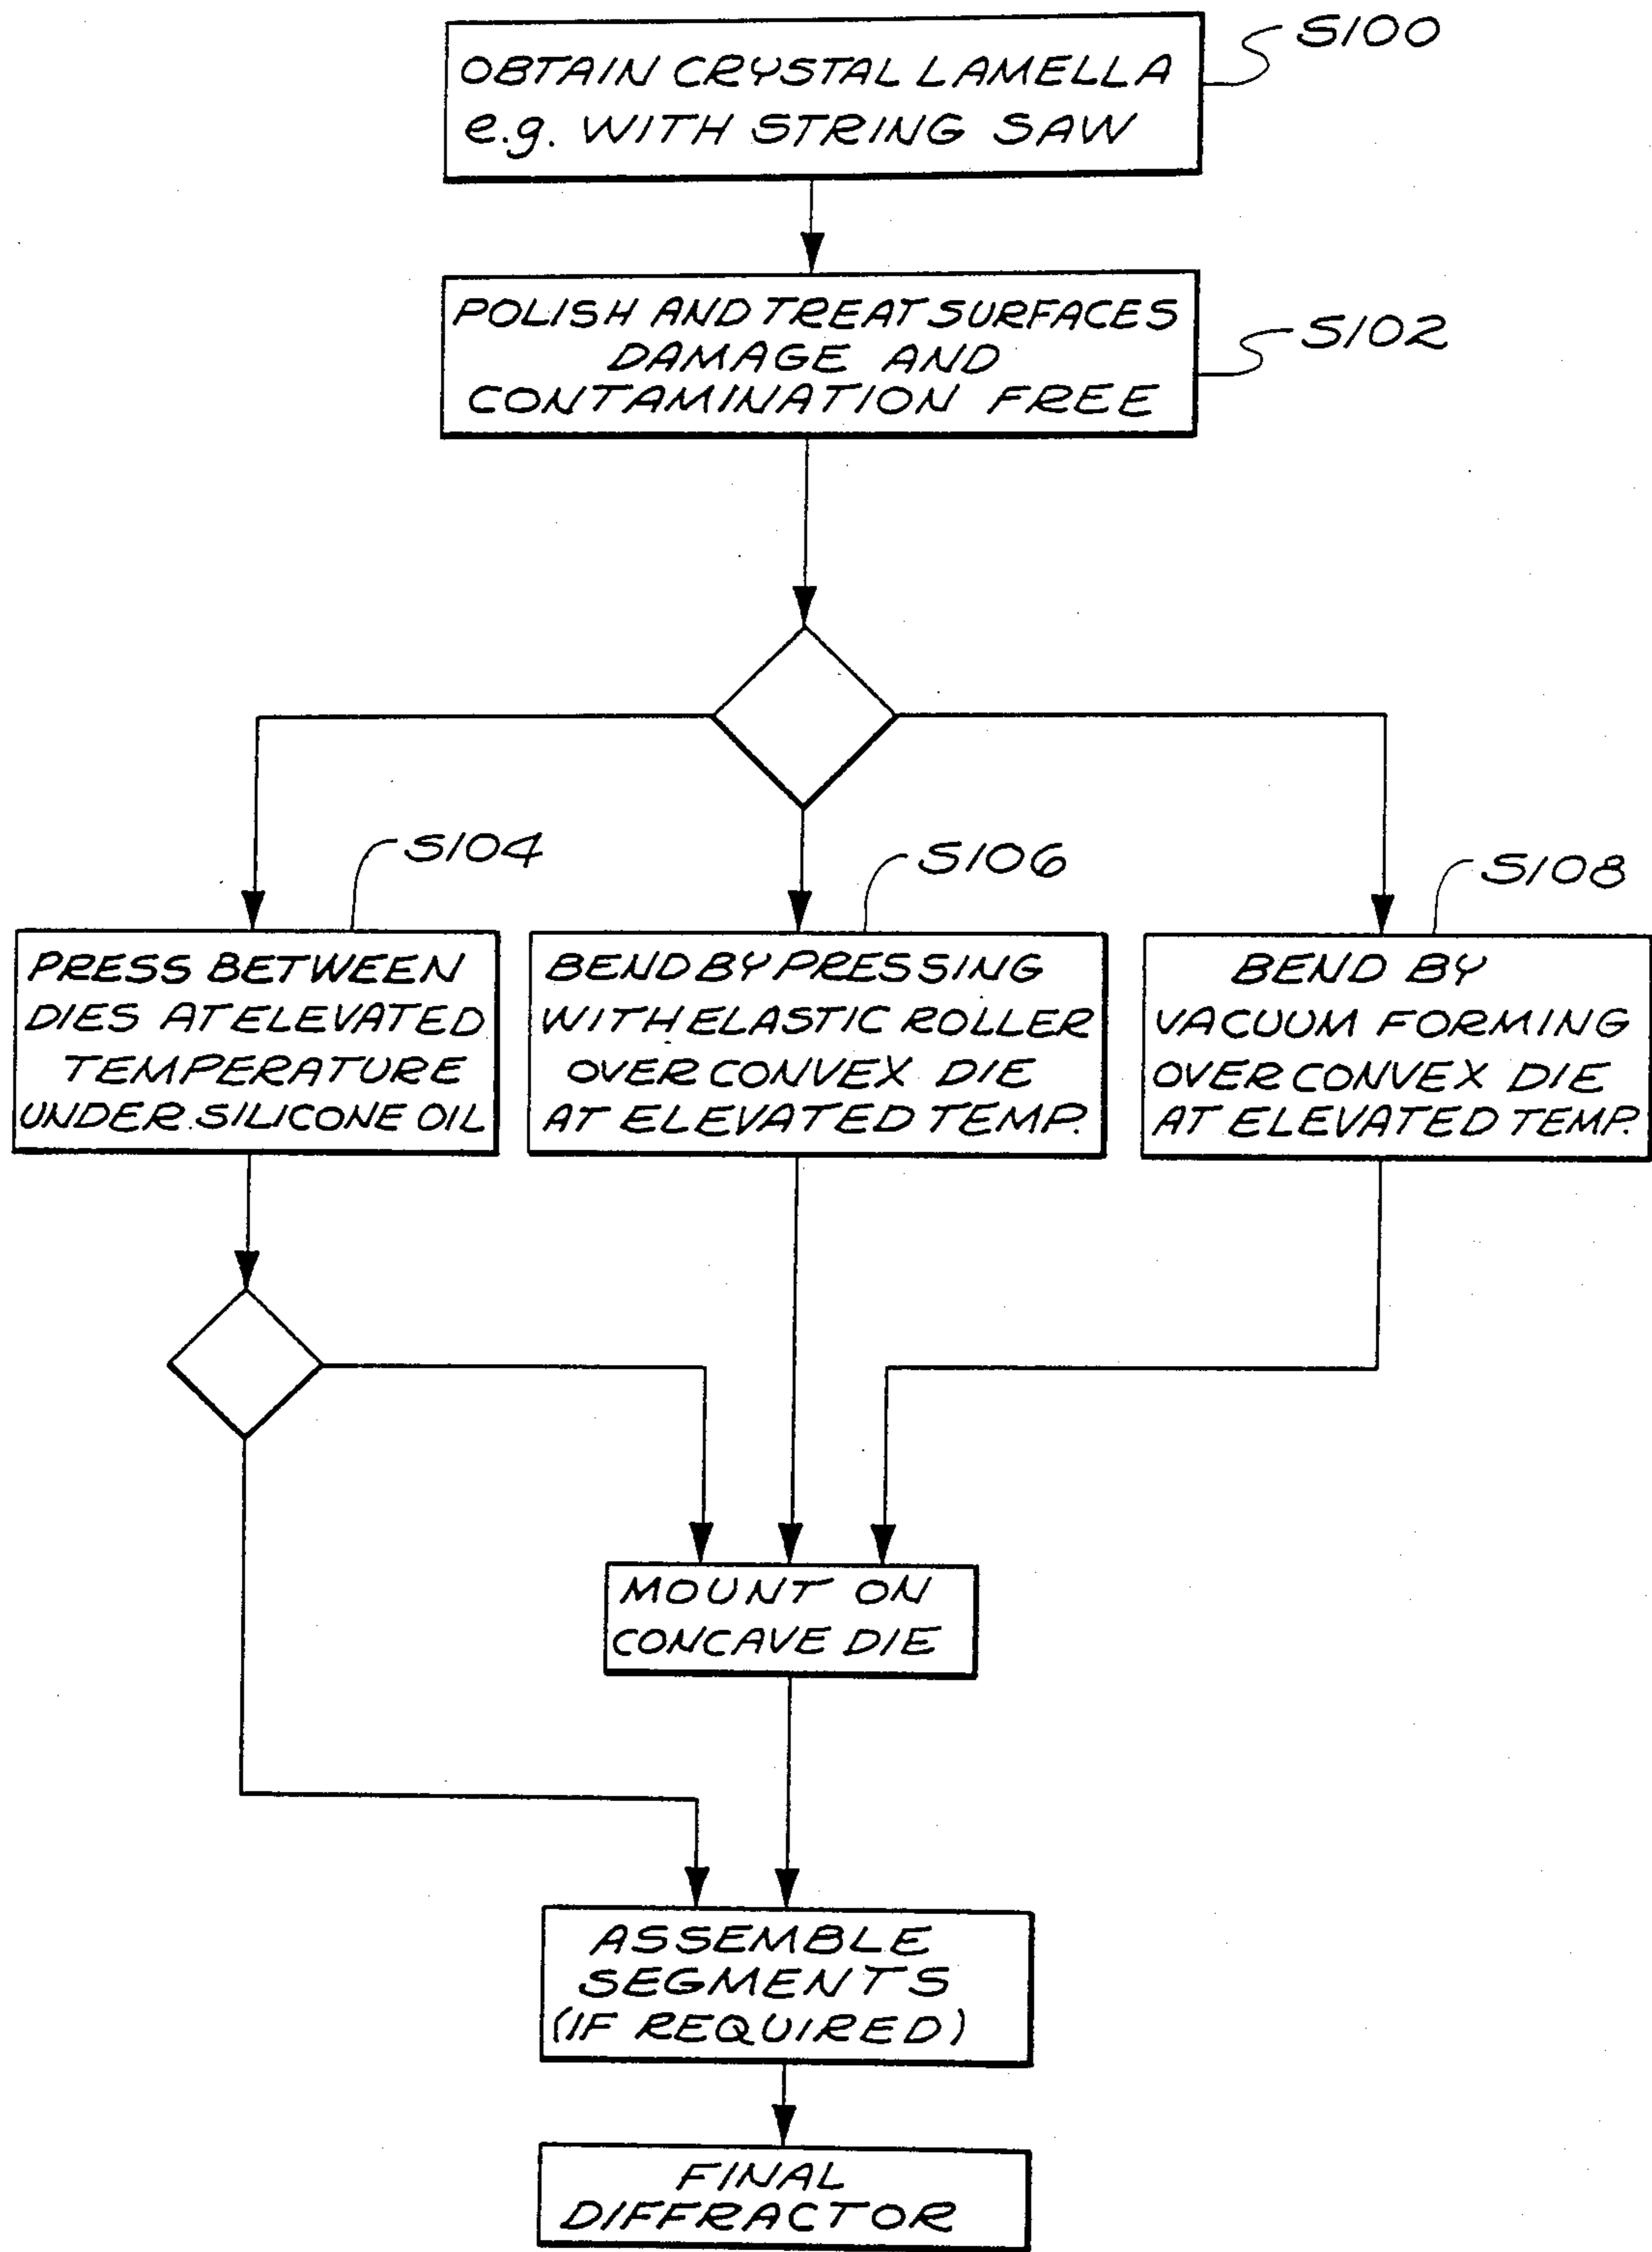 S100
OBTAIN CRYSTAL LAMELLA
e.g. WITH STRING SAW
POLISH AND TREAT SURFACES
DAMAGE AND
CONTAMINATION FREE
S102
S104
S106
S108
PRESS BETWEEN
DIES AT ELEVATED
TEMPERATURE
UNDER SILICONE OIL
BEND BY PRESSING
WITH ELASTIC ROLLER
OVER CONVEX DIE
AT ELEVATED TEMP.
BEND BY
VACUUM FORMING
OVER CONVEX DIE
AT ELEVATED TEMP.
MOUNT ON
CONCAVE DIE
ASSEMBLE
SEGMENTS
(IF REQUIRED)
FINAL
DIFFRACTOR